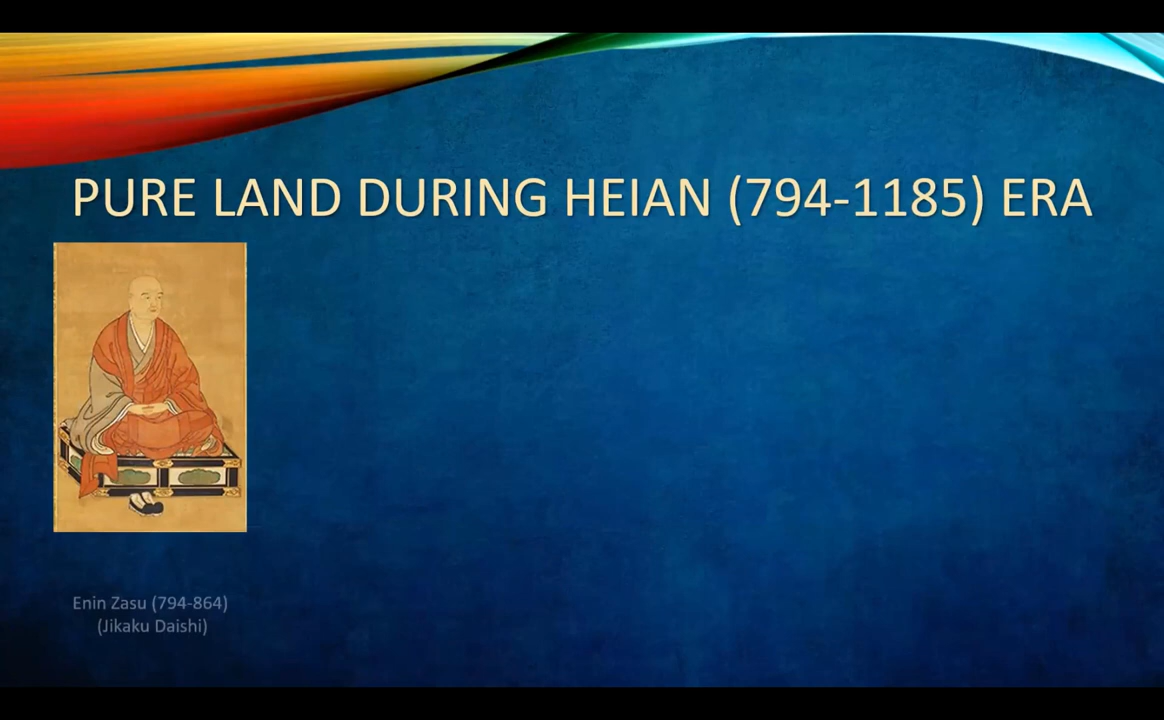 PURE LAND DURING HEIAN (794-1185) ERA
Enin Zasu (794-864)
(Jikaku Daishi)